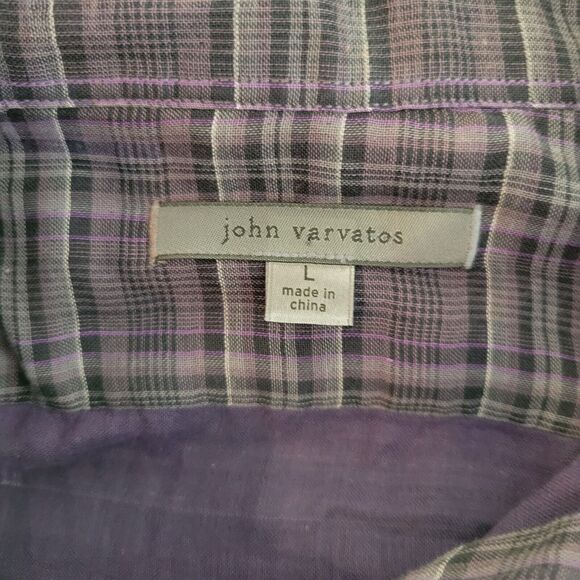 john varvatos
L
made in
china